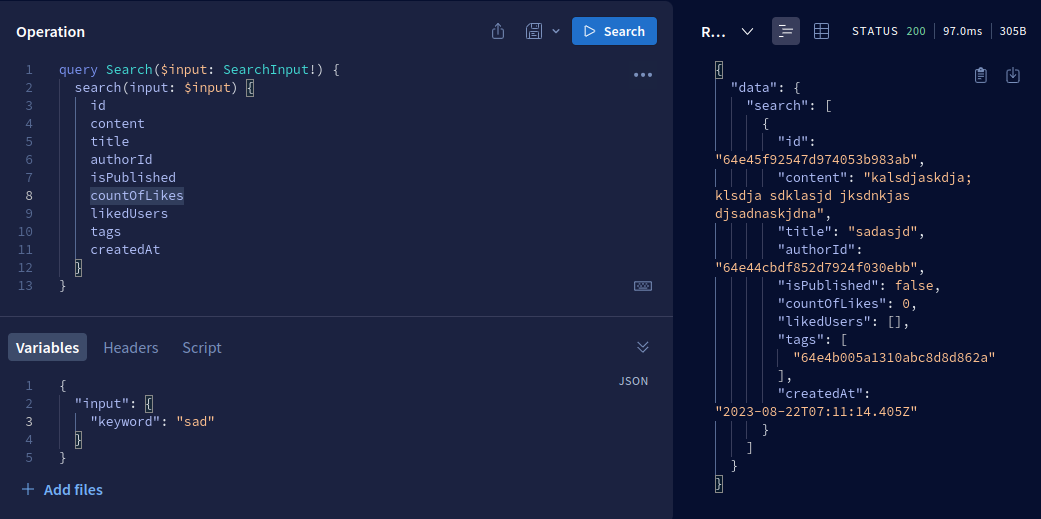 Operation
Search
1 query Search($input: SearchInput!) {
2 search(input: $input) {
3 id
4 content
5 title
6 authorId
7 isPublished
8 countOfLikes
9 likedUsers
10 tags
11 createdAt
12 }
13 }
Variables Headers Script
JSON
1 {
2 "input": {
3 "keyword": "sad"
4 }
5 }
+ Add files
R... STATUS 200 97.0ms 305B
{
"data": {
"search": [
{
"id":
"64e45f92547d974053b983ab",
"content": "kalsdjaskdja;
klsdja sdklasjd jksdnkjas
djsadnaskjdna",
"title": "sadasjd",
"authorId":
"64e44cbdf852d7924f030ebb",
"isPublished": false,
"countOfLikes": 0,
"likedUsers": [],
"tags": [
"64e4b005a1310abc8d8d862a"
],
"createdAt":
"2023-08-22T07:11:14.405Z"
}
]
}
}